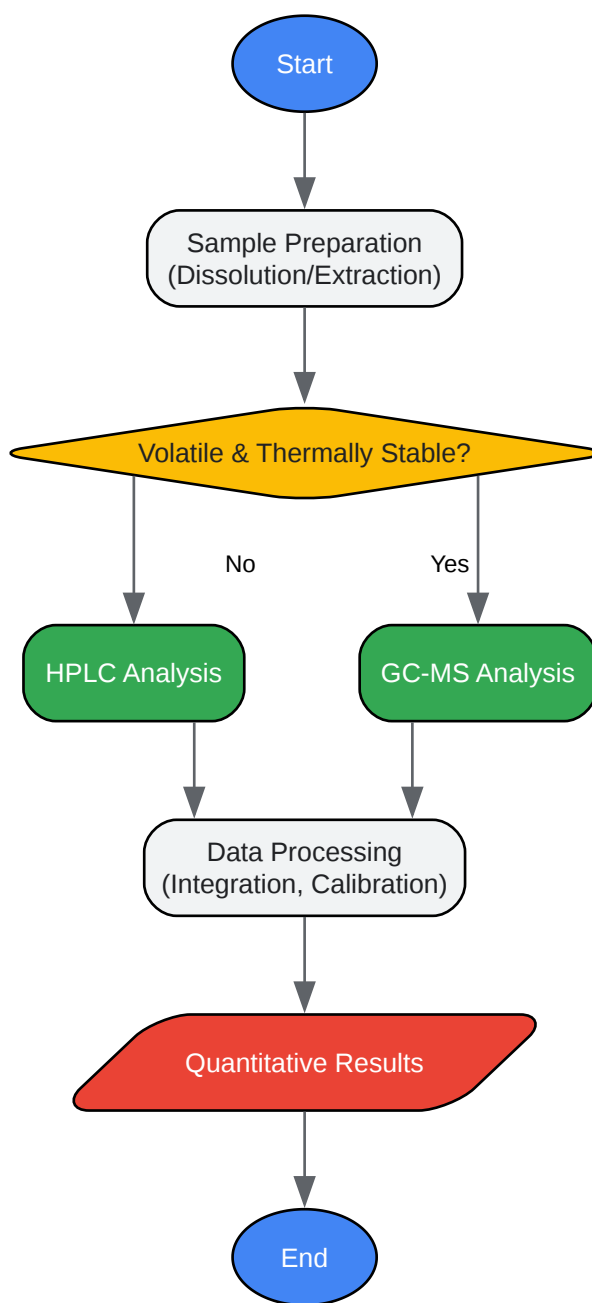 Start
Sample Preparation
(Dissolution/Extraction)
Volatile & Thermally Stable?
No
Yes
HPLC Analysis
GC-MS Analysis
Data Processing
(Integration, Calibration)
Quantitative Results
End